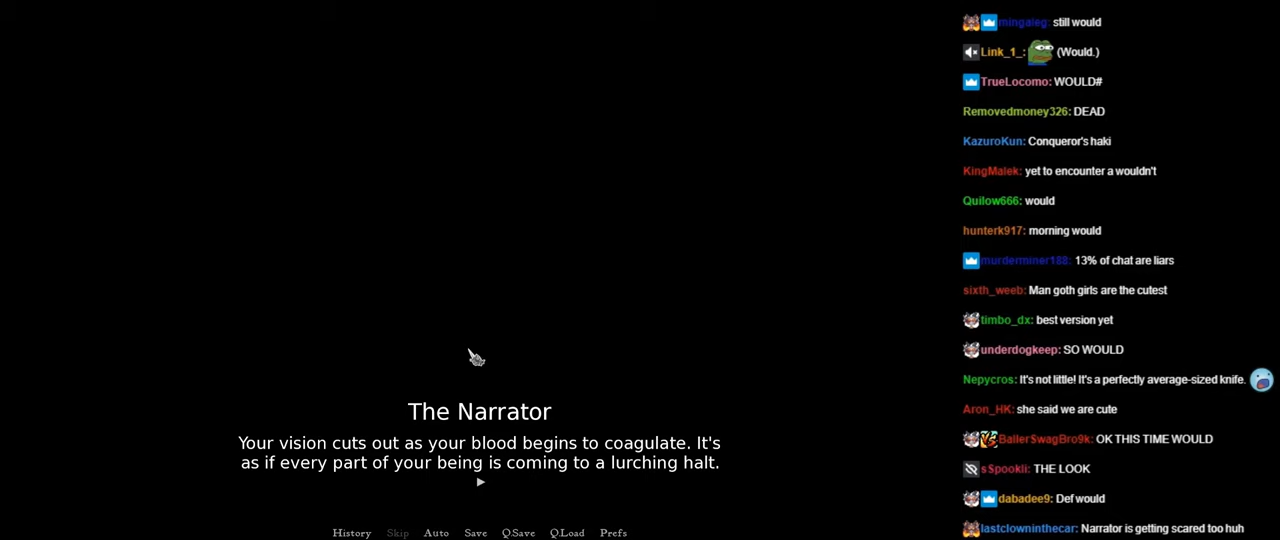 The Narrator
Your vision cuts out as your blood begins to coagulate. It's
as if every part of your being is coming to a lurching halt.
History Skip Auto Save Q.Save Q.Load Prefs
mingaleg: still would
Link_1_: (Would.)
TrueLocomo: WOULD#
Removedmoney326: DEAD
KazuroKun: Conqueror's haki
KingMalek: yet to encounter a wouldn't
Quilow666: would
hunterk917: morning would
murderminer188: 13% of chat are liars
sixth_weeb: Man goth girls are the cutest
timbo_dx: best version yet
underdogkeep: SO WOULD
Nepycros: It's not little! It's a perfectly average-sized knife.
Aron_HK: she said we are cute
BallerSwagBro9k: OK THIS TIME WOULD
sSpookli: THE LOOK
dabadee9: Def would
lastclowninthecar: Narrator is getting scared too huh